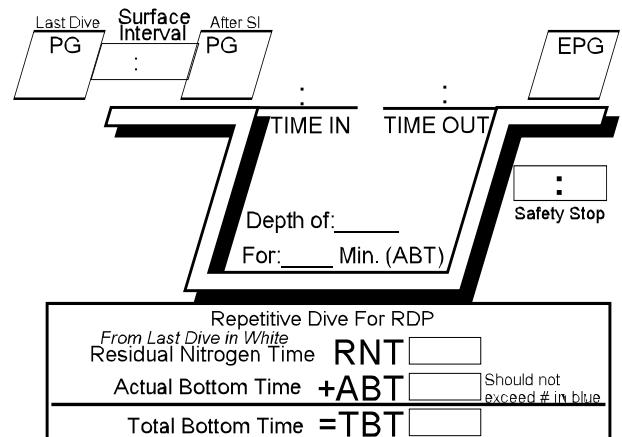 Last Dive Surface After SI
Interval
PG : PG EPG
: :
TIME IN TIME OUT
:
Safety Stop
Depth of:_____
For:_____ Min. (ABT)
Repetitive Dive For RDP
From Last Dive in White
Residual Nitrogen Time RNT
Actual Bottom Time +ABT Should not
exceed # in blue
Total Bottom Time =TBT